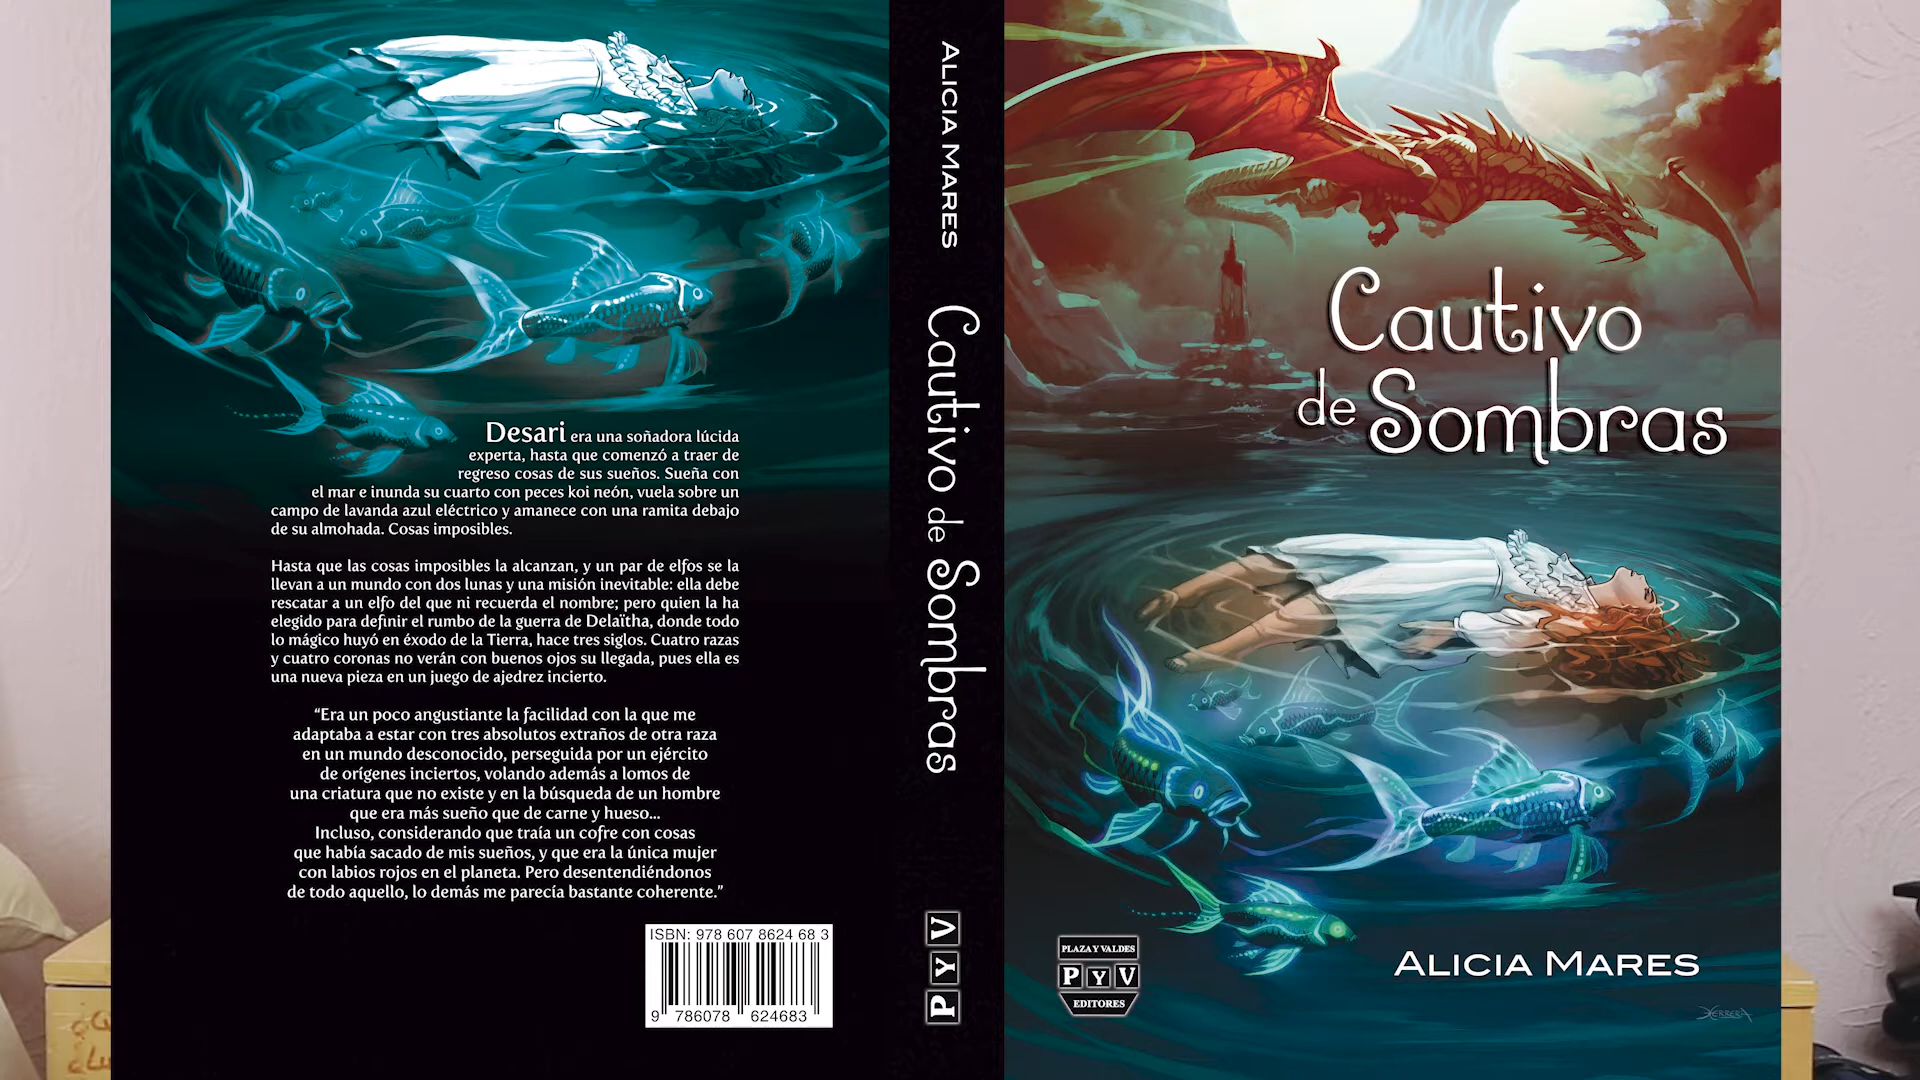 Desari era una soñadora lúcida
experta, hasta que comenzó a traer de
regreso cosas de sus sueños. Sueña con
el mar e inunda su cuarto con peces koi neón, vuela sobre un
campo de lavanda azul eléctrico y amanece con una ramita debajo
de su almohada. Cosas imposibles.
Hasta que las cosas imposibles la alcanzan, y un par de elfos se la
llevan a un mundo con dos lunas y una misión inevitable: ella debe
rescatar a un elfo del que ni recuerda el nombre; pero quien la ha
elegido para definir el rumbo de la guerra de Delaïtha, donde todo
lo mágico huyó en éxodo de la Tierra, hace tres siglos. Cuatro razas
y cuatro coronas no verán con buenos ojos su llegada, pues ella es
una nueva pieza en un juego de ajedrez incierto.
“Era un poco angustiante la facilidad con la que me
adaptaba a estar con tres absolutos extraños de otra raza
en un mundo desconocido, perseguida por un ejército
de orígenes inciertos, volando además a lomos de
una criatura que no existe y en la búsqueda de un hombre
que era más sueño que de carne y hueso...
Incluso, considerando que traía un cofre con cosas
que había sacado de mis sueños, y que era la única mujer
con labios rojos en el planeta. Pero desentendiéndonos
de todo aquello, lo demás me parecía bastante coherente.”
ISBN: 978 607 8624 68 3
9 786078 624683
ALICIA MARES
Cautivo de Sombras
P Y V
Cautivo
de Sombras
PLAZA Y VALDES
P Y V
EDITORES
ALICIA MARES
HERRERA